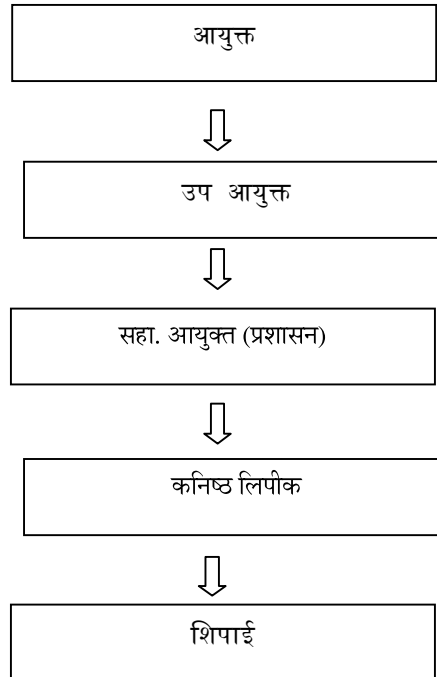 आयुक्त
उप आयुक्त
सहा. आयुक्त (प्रशासन)
कनिष्ठ लिपीक
शिपाई